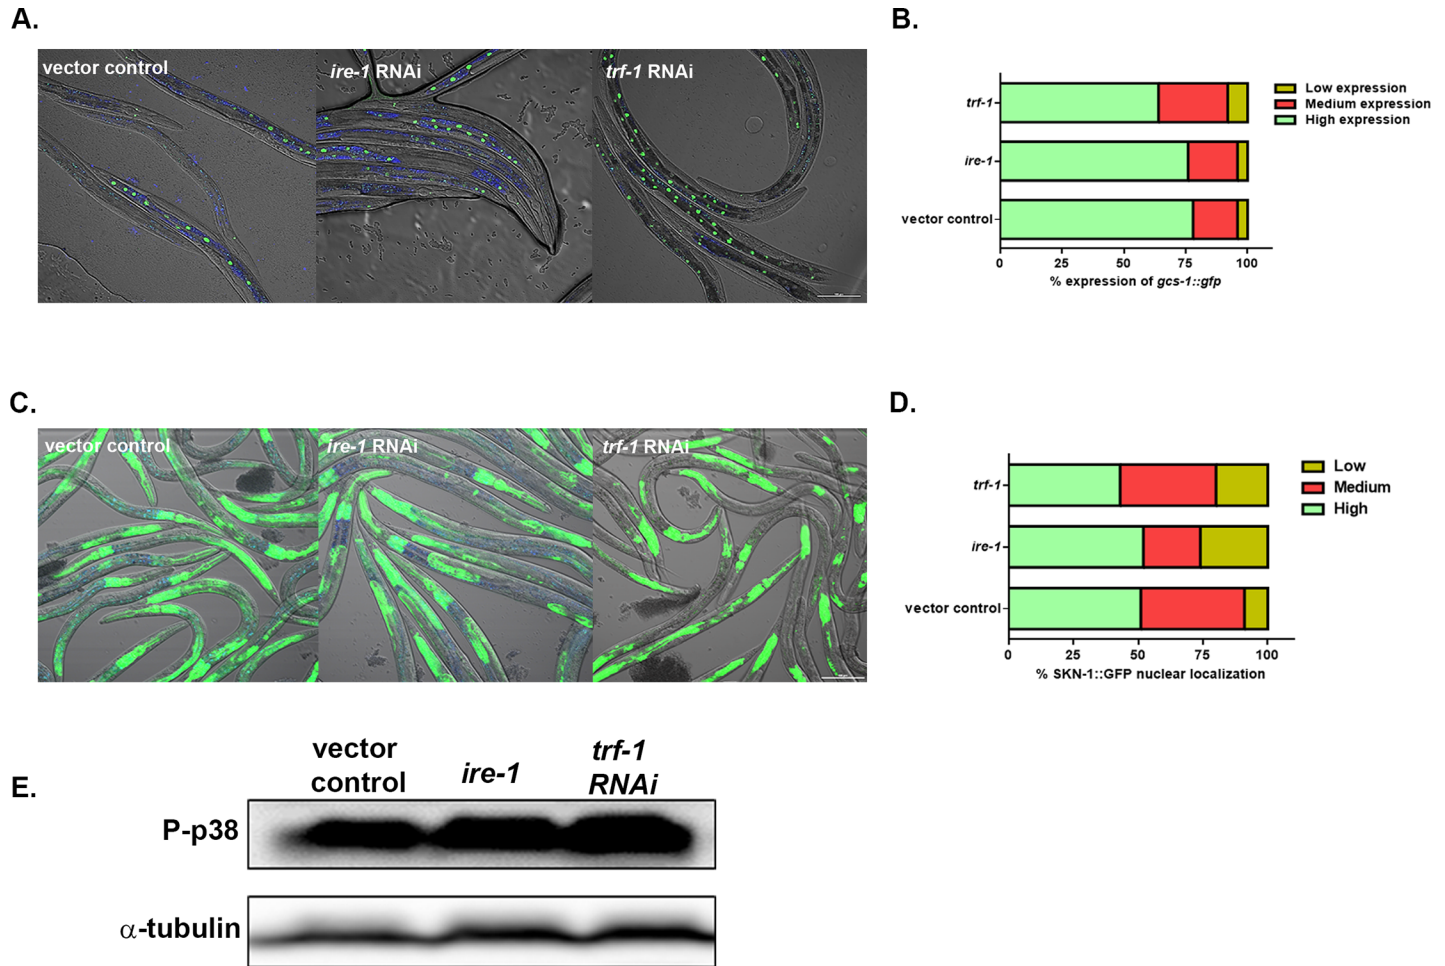 A.
vector control
ire-1 RNAi
trf-1 RNAi
B.
trf-1
ire-1
vector control
0 25 50 75 100
% expression of gcs-1::gfp
Low expression
Medium expression
High expression
C.
vector control
ire-1 RNAi
trf-1 RNAi
D.
trf-1
ire-1
vector control
0 25 50 75 100
% SKN-1::GFP nuclear localization
Low
Medium
High
E.
vector
control
ire-1
trf-1
RNAi
P-p38
α-tubulin